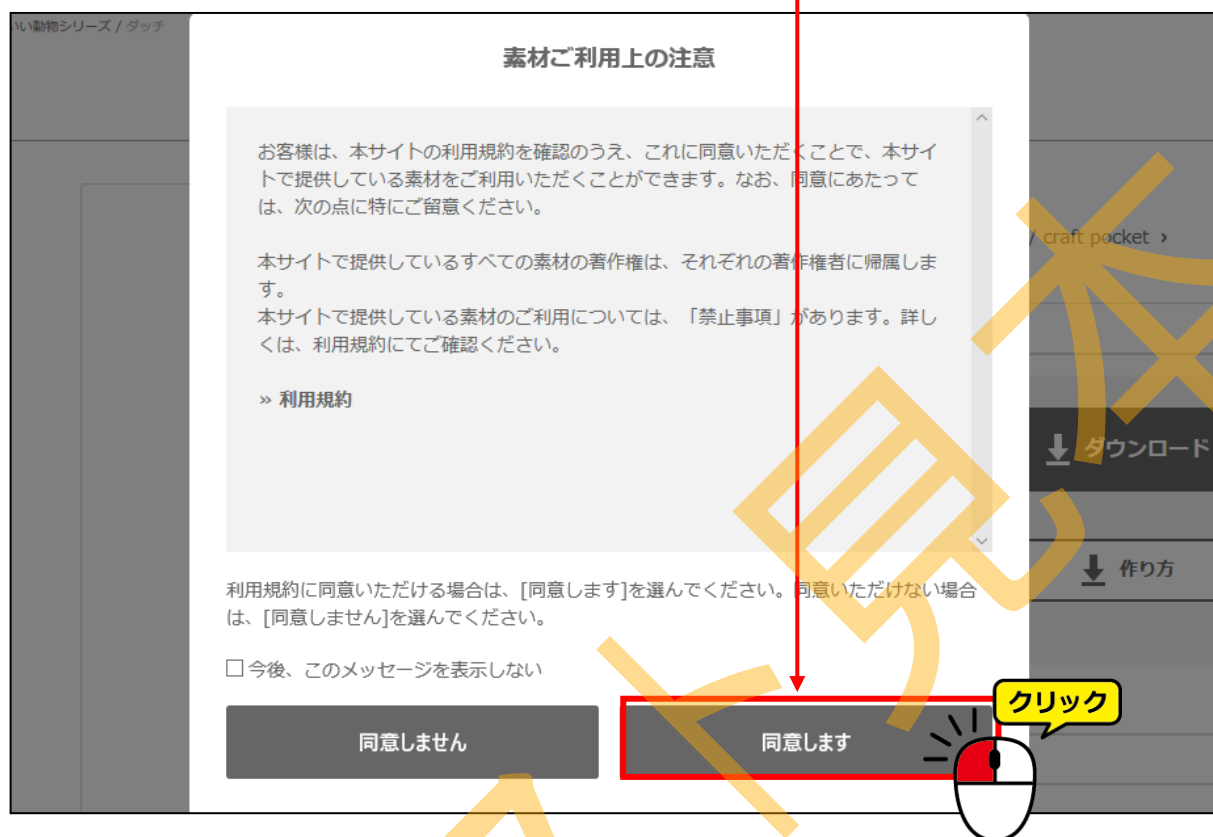 いい動物シリーズ / ダッチ
素材ご利用上の注意
お客様は、本サイトの利用規約を確認のうえ、これに同意いただくことで、本サイ
トで提供している素材をご利用いただくことができます。なお、同意にあたって
は、次の点に特にご留意ください。
本サイトで提供しているすべての素材の著作権は、それぞれの著作権者に帰属しま
す。
本サイトで提供している素材のご利用については、「禁止事項」があります。詳し
くは、利用規約にてご確認ください。
» 利用規約
/ craft pocket ›
ダウンロード
作り方
利用規約に同意いただける場合は、[同意します]を選んでください。同意いただけない場合
は、[同意しません]を選んでください。
今後、このメッセージを表示しない
同意しません
同意します
クリック
スト見本